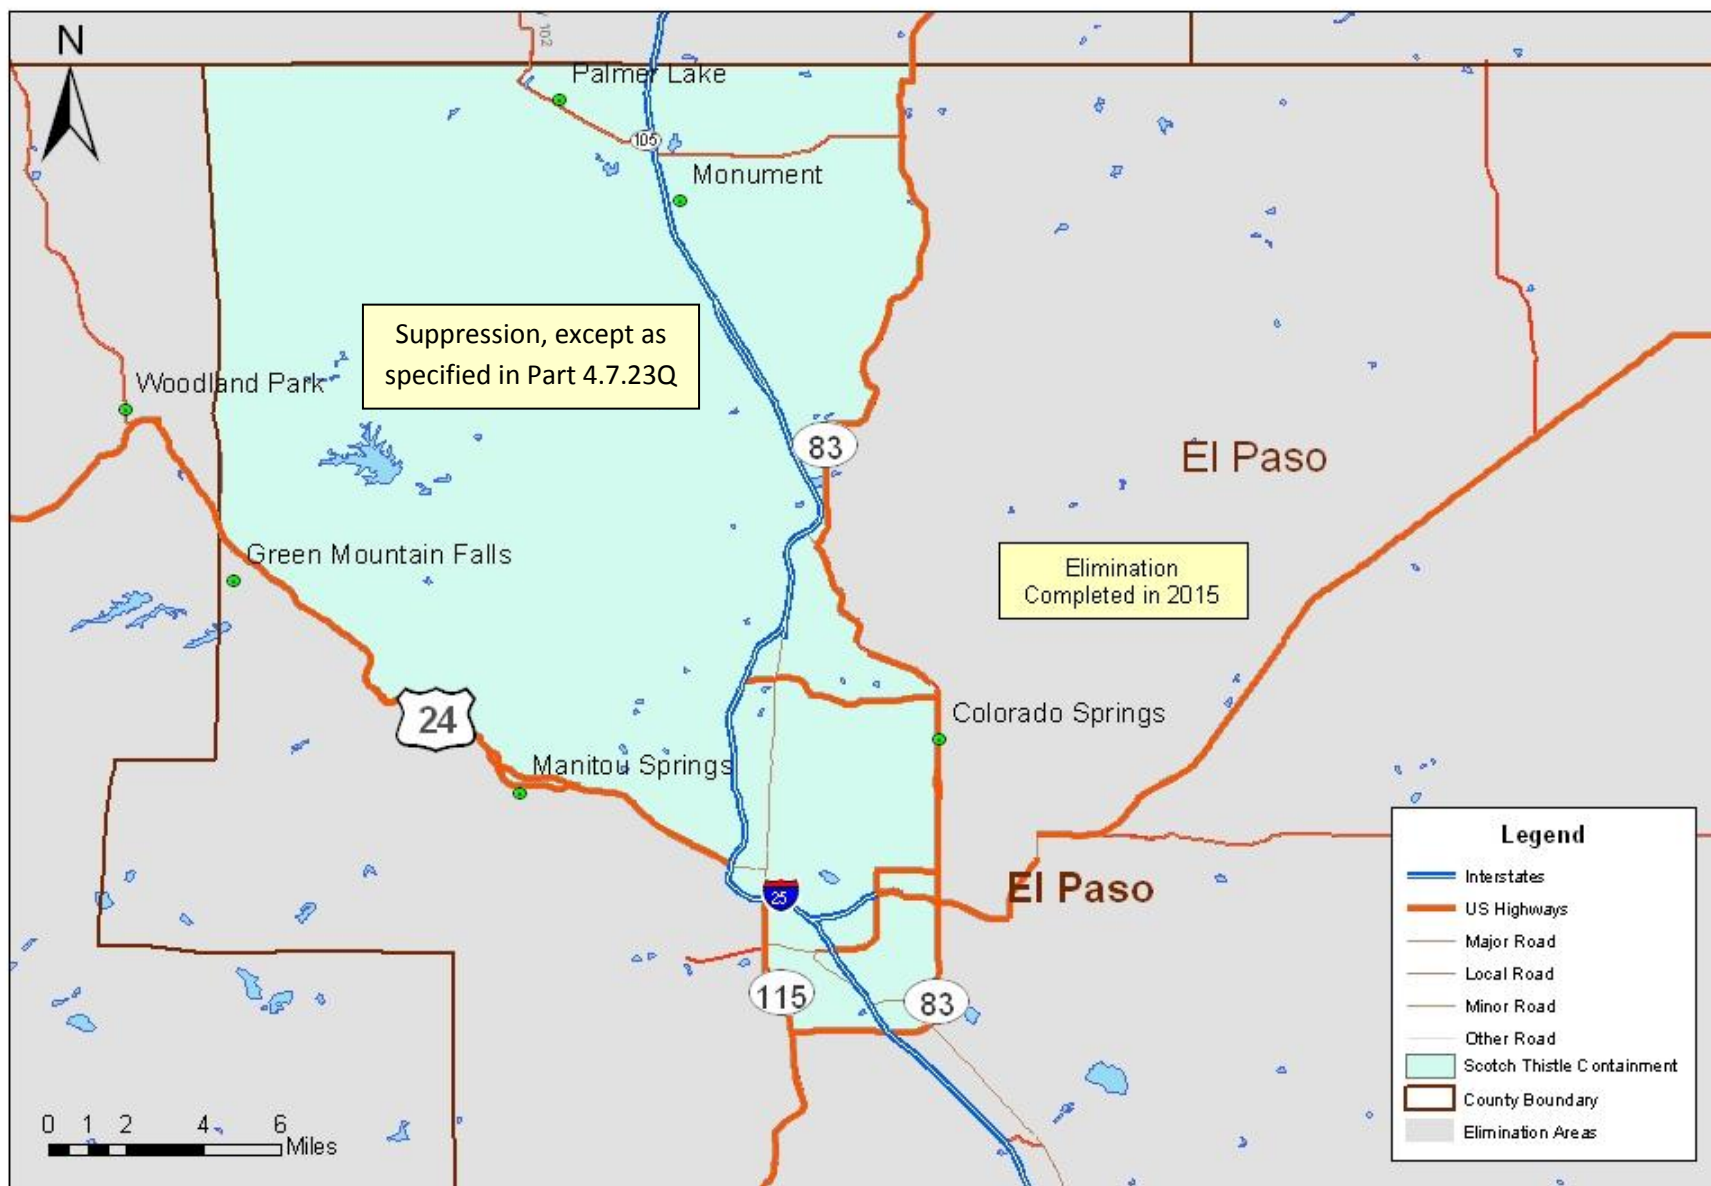 102
N
Palmer Lake
105
Monument
Suppression, except as
specified in Part 4.7.23Q
Woodland Park
83
El Paso
Green Mountain Falls
Elimination
Completed in 2015
24
Colorado Springs
Manitou Springs
El Paso
25
115
83
Legend
Interstates
US Highways
Major Road
Local Road
Minor Road
Other Road
Scotch Thistle Containment
County Boundary
Elimination Areas
0 1 2 4 6
Miles